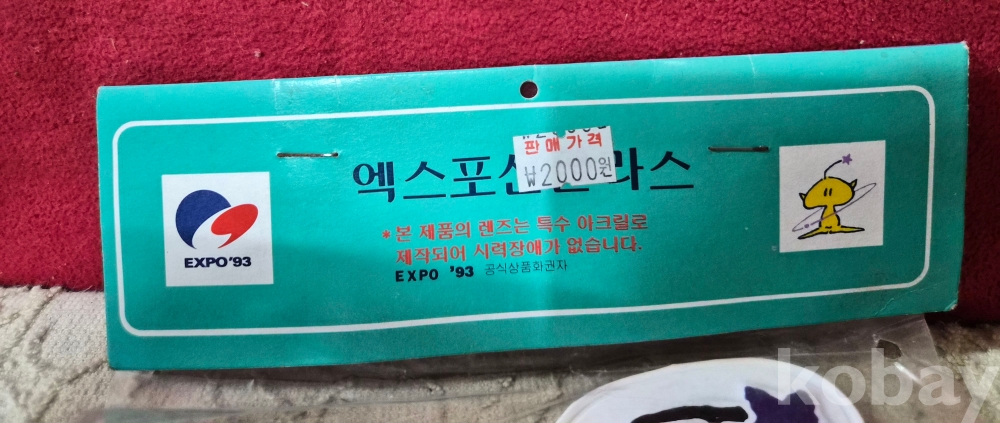 판매가격
₩2000원
엑스포선라스
*본 제품의 렌즈는 특수 아크릴로
제작되어 시력장애가 없습니다.
EXPO '93 공식상품화권자
EXPO'93
kobay